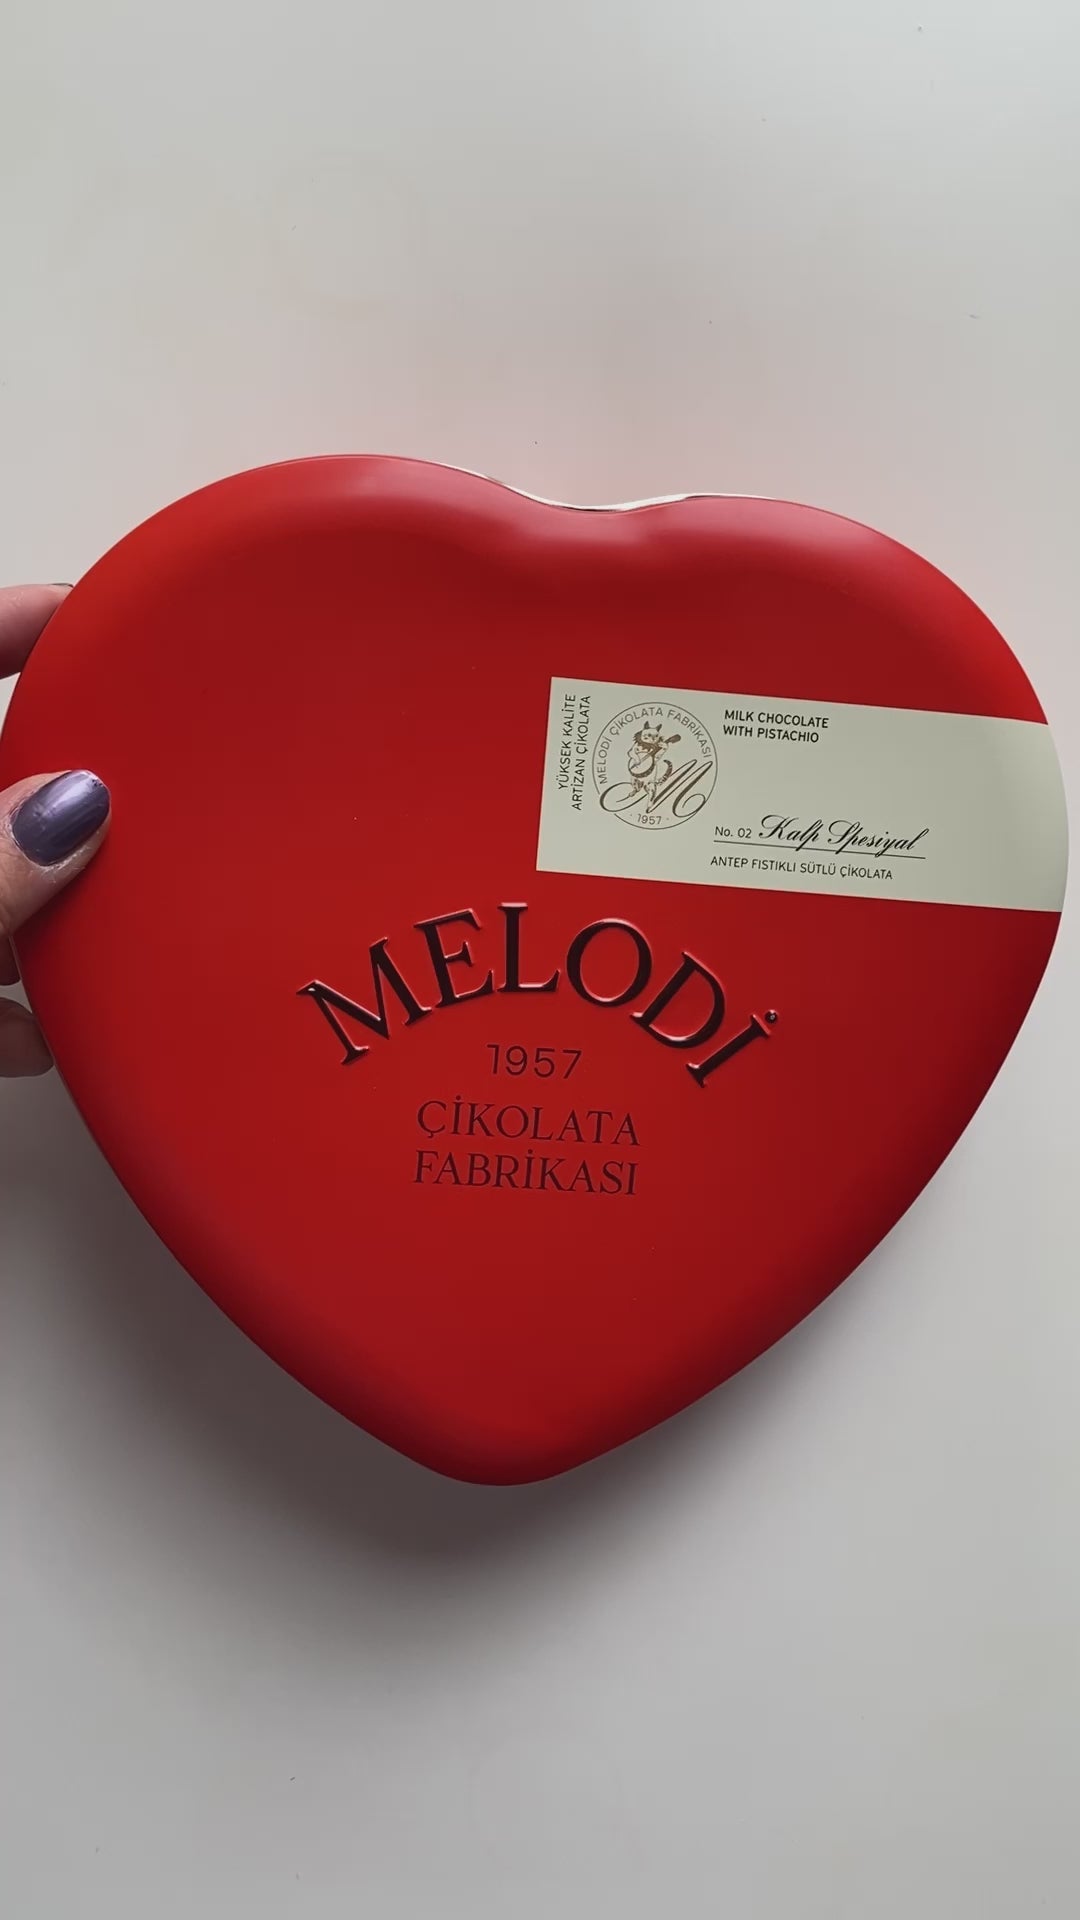 YÜKSEK KALİTE
ARTİZAN ÇİKOLATA
MELODİ ÇİKOLATA FABRİKASI
M
· 1957 ·
MILK CHOCOLATE
WITH PISTACHIO
No. 02 Kalp Spesiyal
ANTEP FISTIKLI SÜTLÜ ÇİKOLATA
MELODİ
1957
ÇİKOLATA
FABRİKASI